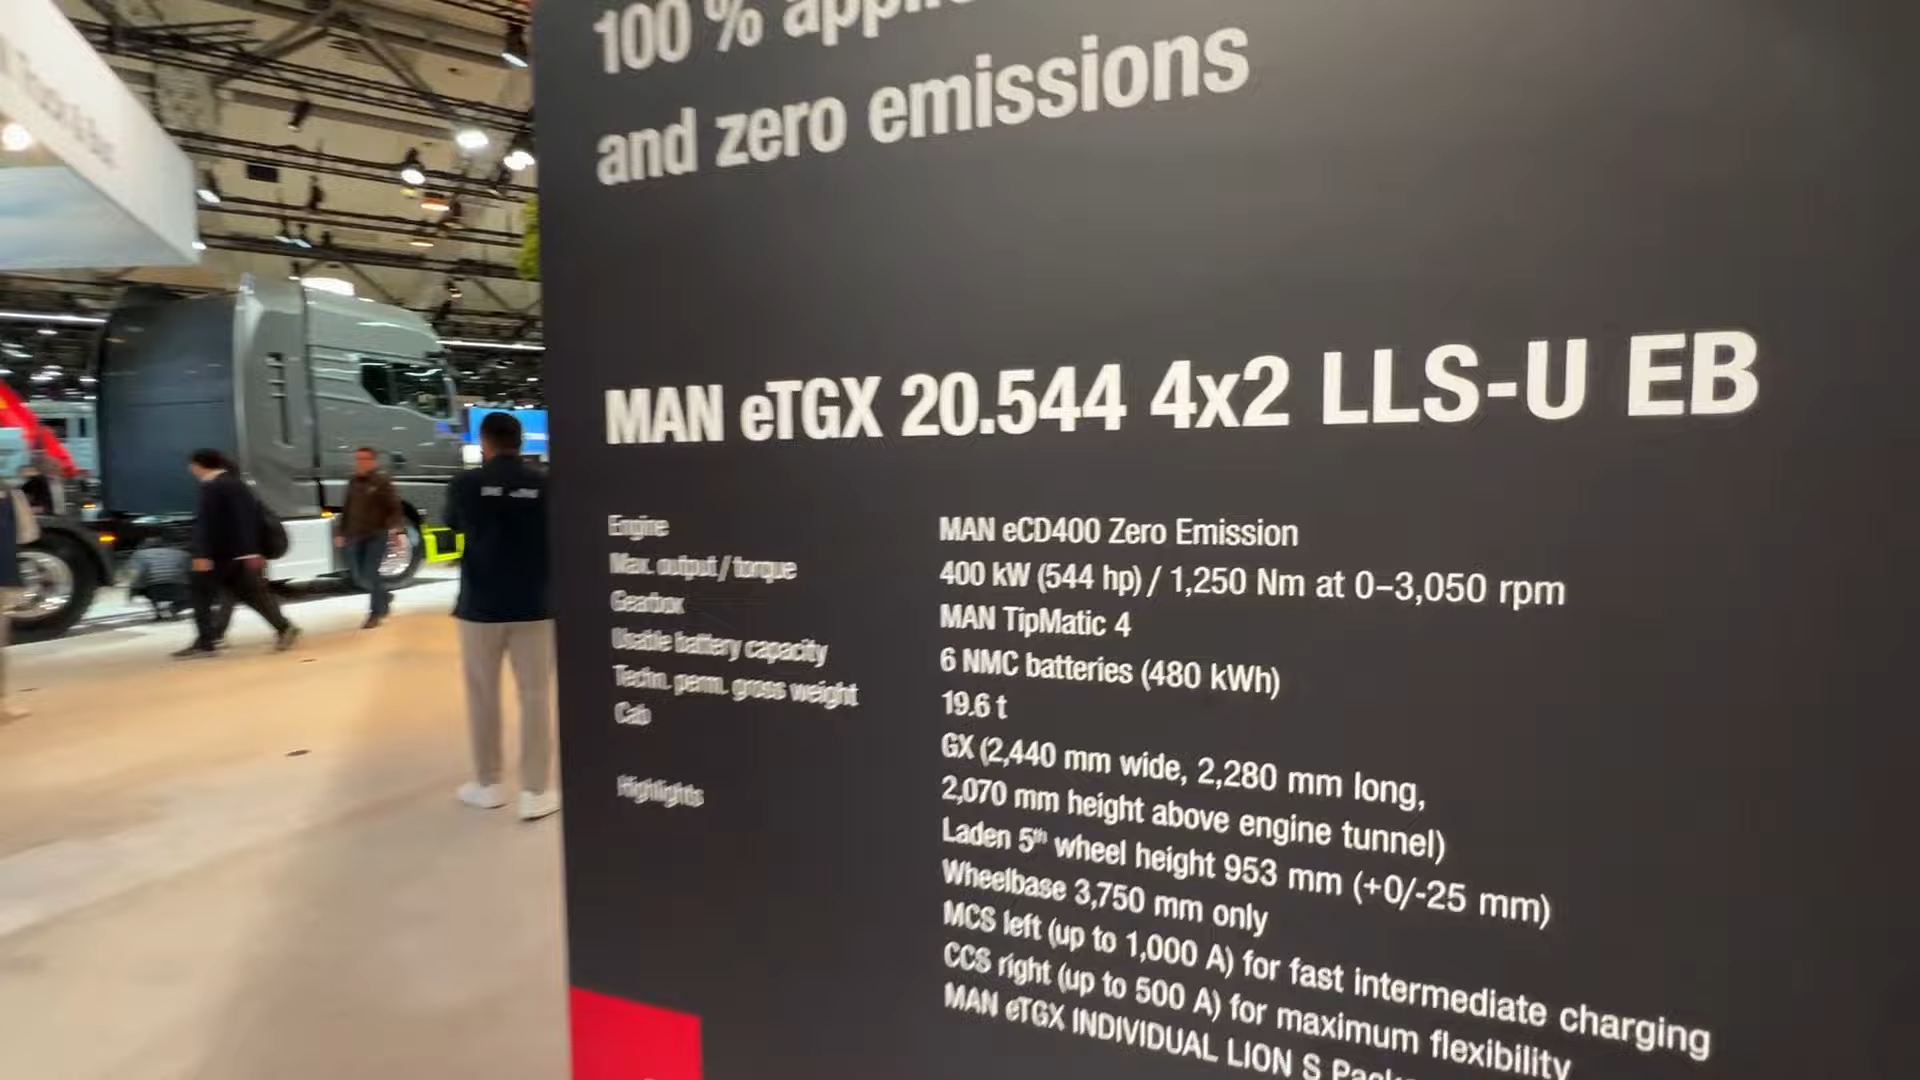 100 %
and zero emissions
MAN eTGX 20.544 4x2 LLS-U EB
Engine MAN eCD400 Zero Emission
Max. output / torque 400 kW (544 hp) / 1,250 Nm at 0–3,050 rpm
Gearbox MAN TipMatic 4
Usable battery capacity 6 NMC batteries (480 kWh)
Techn. perm. gross weight 19.6 t
Cab GX (2,440 mm wide, 2,280 mm long,
2,070 mm height above engine tunnel)
Highlights Laden 5th wheel height 953 mm (+0/-25 mm)
Wheelbase 3,750 mm only
MCS left (up to 1,000 A) for fast intermediate charging
CCS right (up to 500 A) for maximum flexibility
MAN eTGX INDIVIDUAL LION S